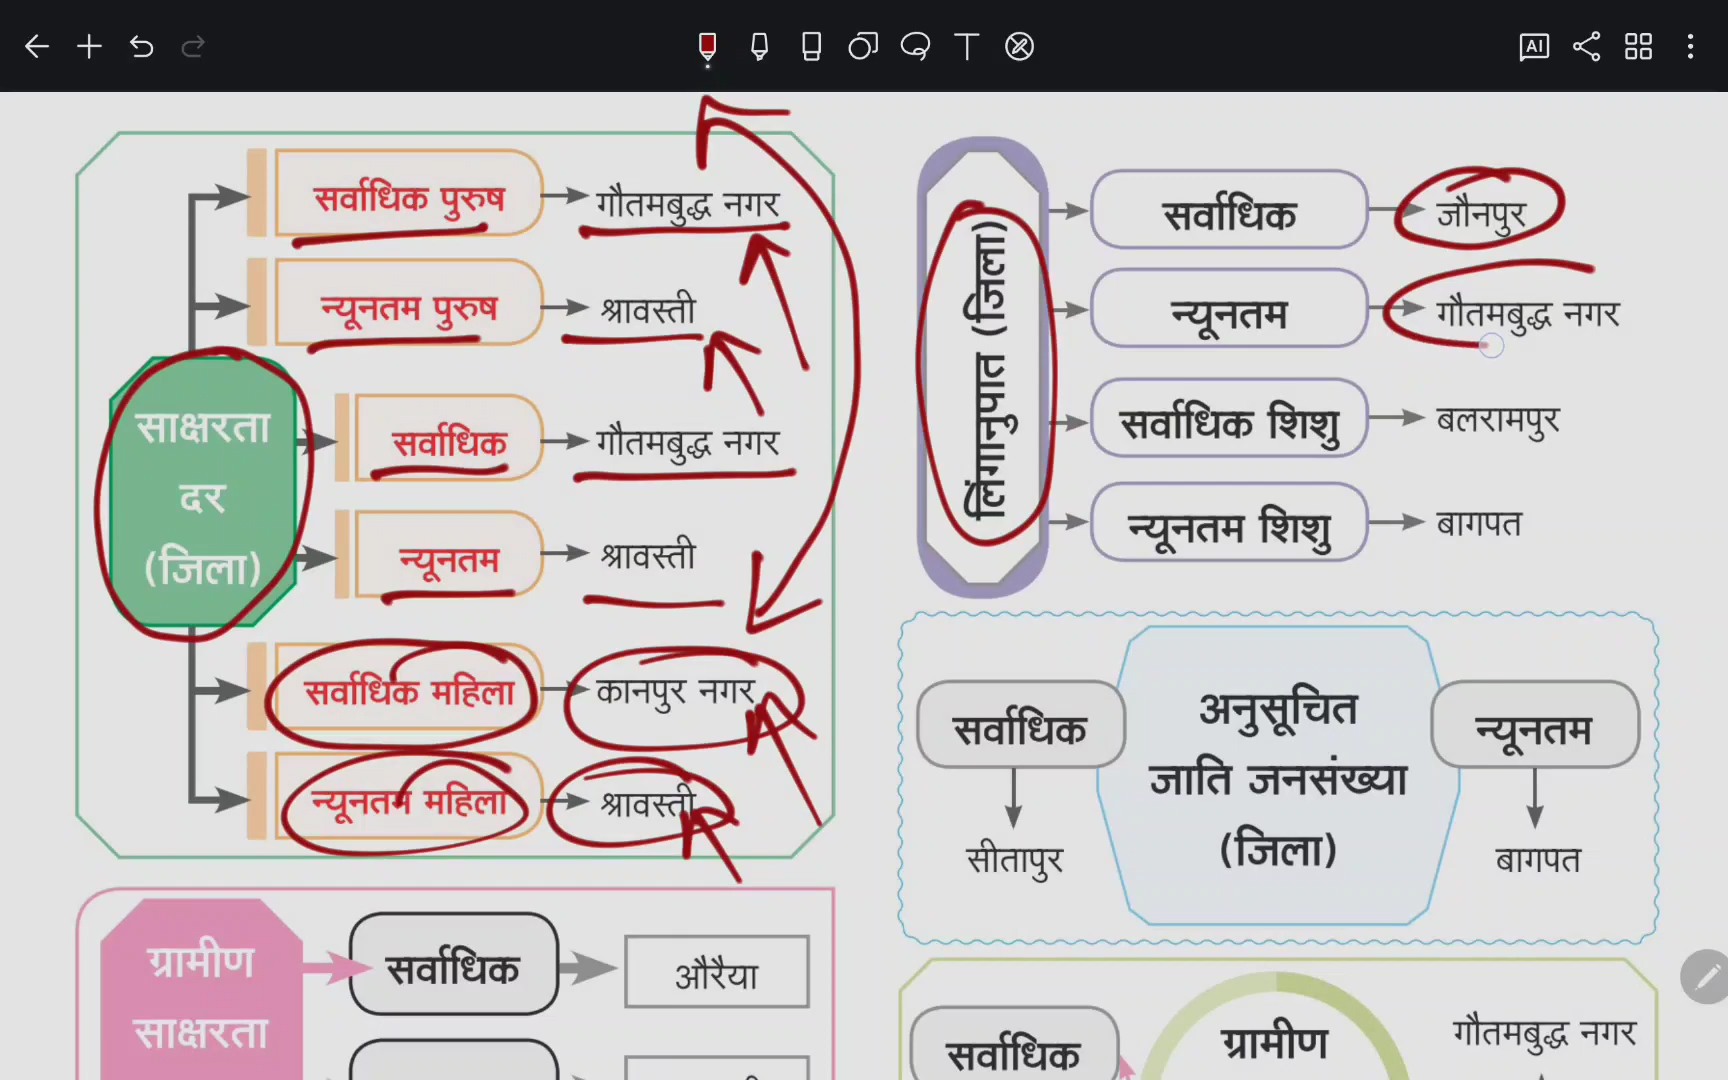 AI
T
सर्वाधिक पुरुष
गौतमबुद्ध नगर
न्यूनतम पुरुष
श्रावस्ती
साक्षरता
दर
(जिला)
सर्वाधिक
गौतमबुद्ध नगर
न्यूनतम
श्रावस्ती
सर्वाधिक महिला
कानपुर नगर
न्यूनतम महिला
श्रावस्ती
लिंगानुपात (जिला)
सर्वाधिक
जौनपुर
न्यूनतम
गौतमबुद्ध नगर
सर्वाधिक शिशु
बलरामपुर
न्यूनतम शिशु
बागपत
सर्वाधिक
सीतापुर
अनुसूचित
जाति जनसंख्या
(जिला)
न्यूनतम
बागपत
ग्रामीण
साक्षरता
सर्वाधिक
औरैया
सर्वाधिक
ग्रामीण
गौतमबुद्ध नगर